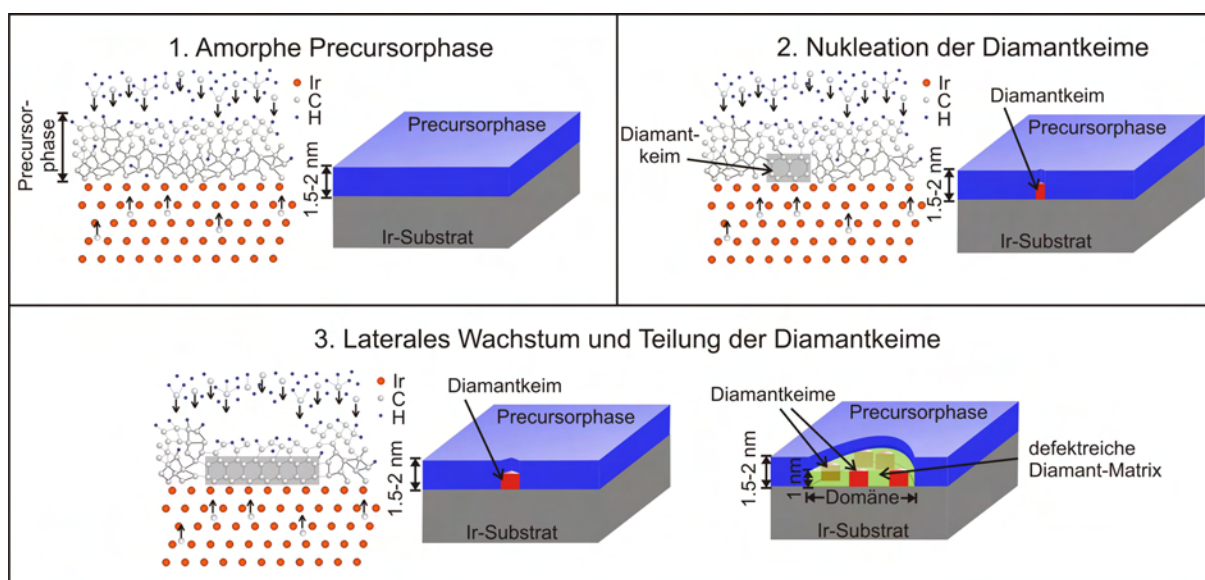 1. Amorphe Precursorphase
Ir
C
H
Precursor-
phase
Precursorphase
1.5-2 nm
Ir-Substrat
2. Nukleation der Diamantkeime
Ir
C
H
Diamant-
keim
Diamantkeim
Precursorphase
1.5-2 nm
Ir-Substrat
3. Laterales Wachstum und Teilung der Diamantkeime
Ir
C
H
Diamantkeim
Precursorphase
1.5-2 nm
Ir-Substrat
Diamantkeime
Precursorphase
defektreiche
Diamant-Matrix
1.5-2 nm
1 nm
Domäne
Ir-Substrat